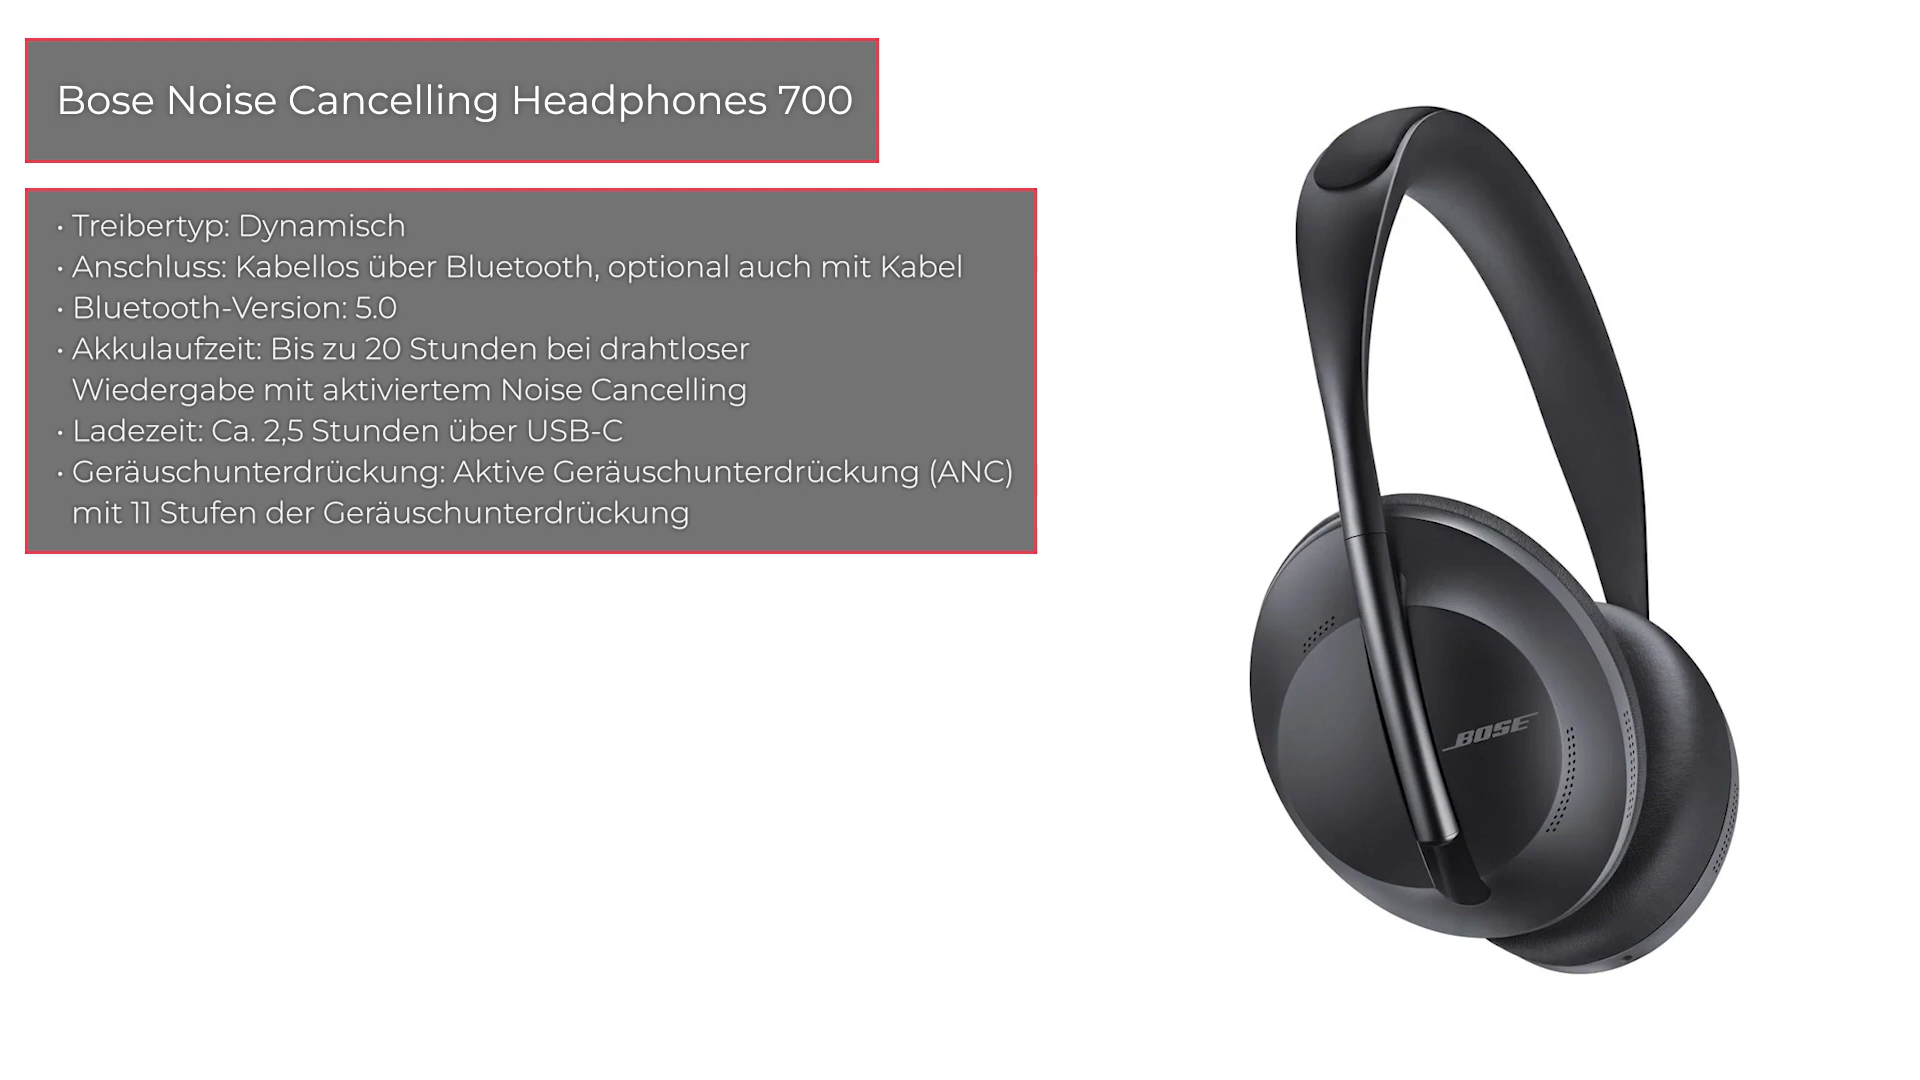 Bose Noise Cancelling Headphones 700
• Treibertyp: Dynamisch
• Anschluss: Kabellos über Bluetooth, optional auch mit Kabel
• Bluetooth-Version: 5.0
• Akkulaufzeit: Bis zu 20 Stunden bei drahtloser
Wiedergabe mit aktiviertem Noise Cancelling
• Ladezeit: Ca. 2,5 Stunden über USB-C
• Geräuschunterdrückung: Aktive Geräuschunterdrückung (ANC)
mit 11 Stufen der Geräuschunterdrückung
BOSE